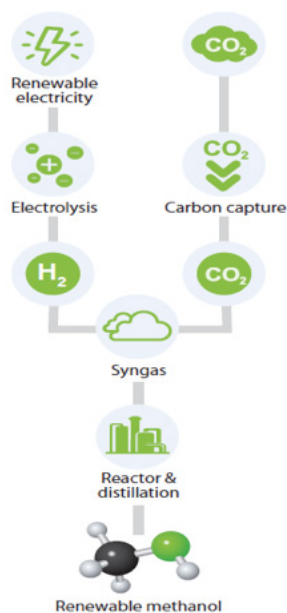 CO₂
Renewable
electricity
CO₂
Electrolysis
Carbon capture
H₂
CO₂
Syngas
Reactor &
distillation
Renewable methanol